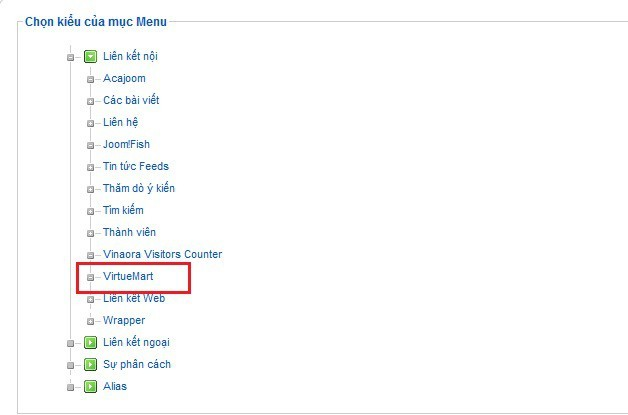 Chọn kiểu của mục Menu
Liên kết nội
Acajoom
Các bài viết
Liên hệ
Joom!Fish
Tin tức Feeds
Thăm dò ý kiến
Tìm kiếm
Thành viên
Vinaora Visitors Counter
VirtueMart
Liên kết Web
Wrapper
Liên kết ngoại
Sự phân cách
Alias